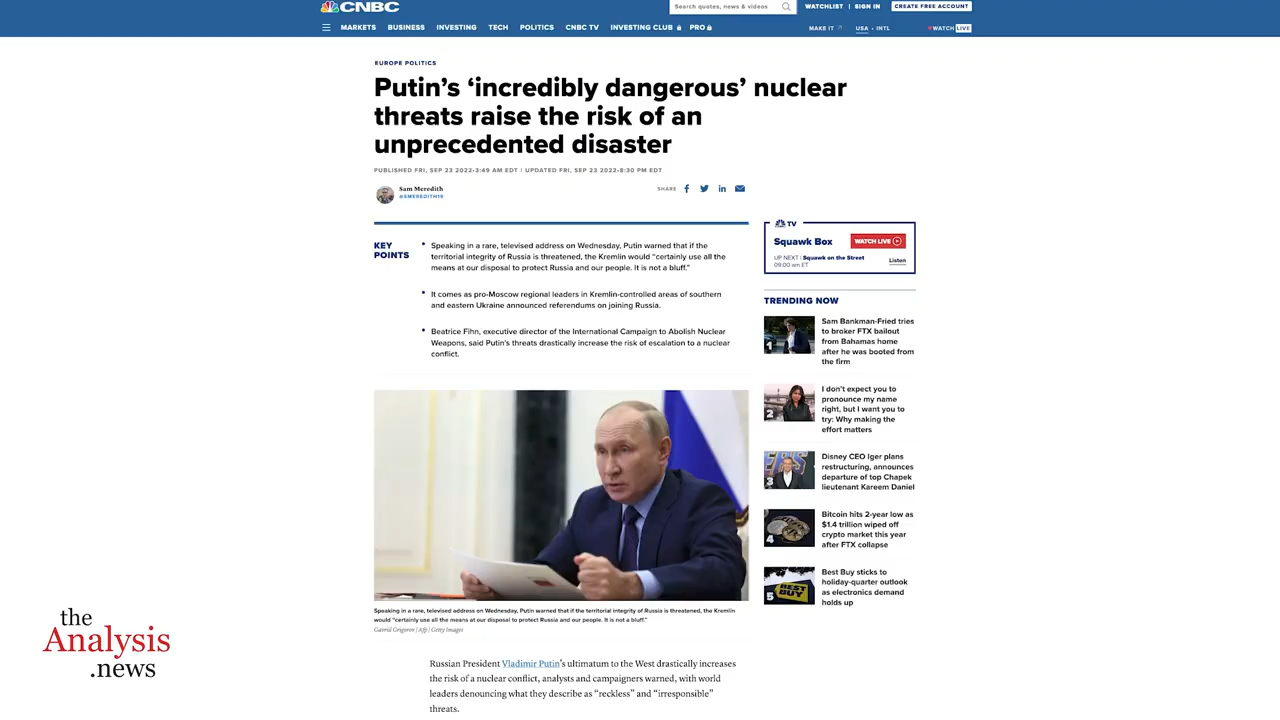 CNBC
Search quotes, news & videos
WATCHLIST | SIGN IN
CREATE FREE ACCOUNT
MARKETS BUSINESS INVESTING TECH POLITICS CNBC TV INVESTING CLUB PRO
MAKE IT
USA • INTL
WATCH LIVE
EUROPE POLITICS
Putin’s ‘incredibly dangerous’ nuclear
threats raise the risk of an
unprecedented disaster
PUBLISHED FRI, SEP 23 2022•3:49 AM EDT | UPDATED FRI, SEP 23 2022•8:30 PM EDT
Sam Meredith
@SMEREDITH19
SHARE
KEY
POINTS
• Speaking in a rare, televised address on Wednesday, Putin warned that if the
territorial integrity of Russia is threatened, the Kremlin would “certainly use all the
means at our disposal to protect Russia and our people. It is not a bluff.”
• It comes as pro-Moscow regional leaders in Kremlin-controlled areas of southern
and eastern Ukraine announced referendums on joining Russia.
• Beatrice Fihn, executive director of the International Campaign to Abolish Nuclear
Weapons, said Putin’s threats drastically increase the risk of escalation to a nuclear
conflict.
Speaking in a rare, televised address on Wednesday, Putin warned that if the territorial integrity of Russia is threatened, the Kremlin
would “certainly use all the means at our disposal to protect Russia and our people. It is not a bluff.”
Gavriil Grigorov | Afp | Getty Images
Russian President Vladimir Putin’s ultimatum to the West drastically increases
the risk of a nuclear conflict, analysts and campaigners warned, with world
leaders denouncing what they describe as “reckless” and “irresponsible”
threats.
TV
Squawk Box
WATCH LIVE
UP NEXT | Squawk on the Street
09:00 am ET
Listen
TRENDING NOW
1
Sam Bankman-Fried tries
to broker FTX bailout
from Bahamas home
after he was booted from
the firm
2
I don’t expect you to
pronounce my name
right, but I want you to
try: Why making the
effort matters
3
Disney CEO Iger plans
restructuring, announces
departure of top Chapek
lieutenant Kareem Daniel
4
Bitcoin hits 2-year low as
$1.4 trillion wiped off
crypto market this year
after FTX collapse
5
BEST
BUY
Best Buy sticks to
holiday-quarter outlook
as electronics demand
holds up
the
Analysis
.news